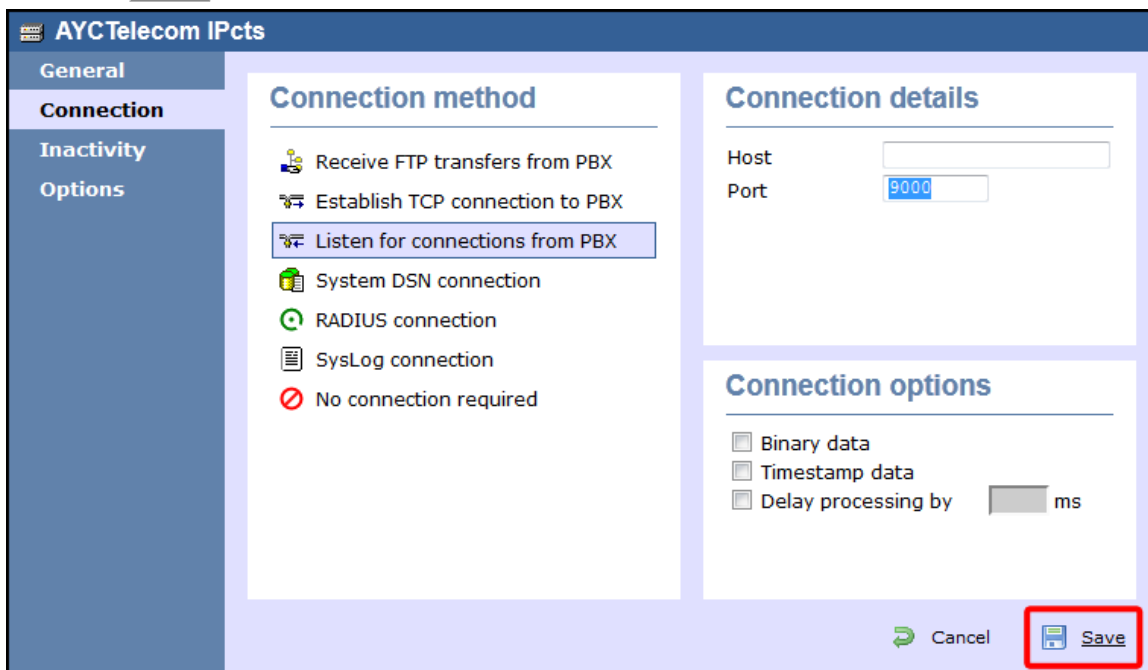 AYCTelecom IPcts
General
Connection
Inactivity
Options
Connection method
Receive FTP transfers from PBX
Establish TCP connection to PBX
Listen for connections from PBX
System DSN connection
RADIUS connection
SysLog connection
No connection required
Connection details
Host
Port 9000
Connection options
Binary data
Timestamp data
Delay processing by ms
Cancel
Save